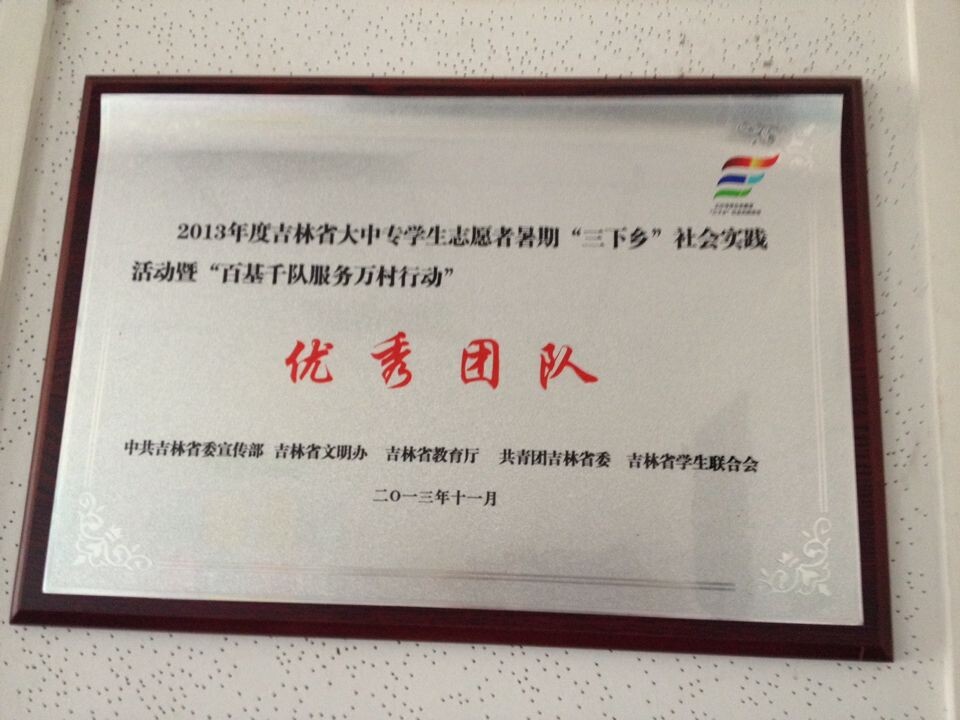 2013年度吉林省大中专学生志愿者暑期“三下乡”社会实践
活动暨“百基千队服务万村行动”
优秀团队
中共吉林省委宣传部 吉林省文明办 吉林省教育厅 共青团吉林省委 吉林省学生联合会
二〇一三年十一月